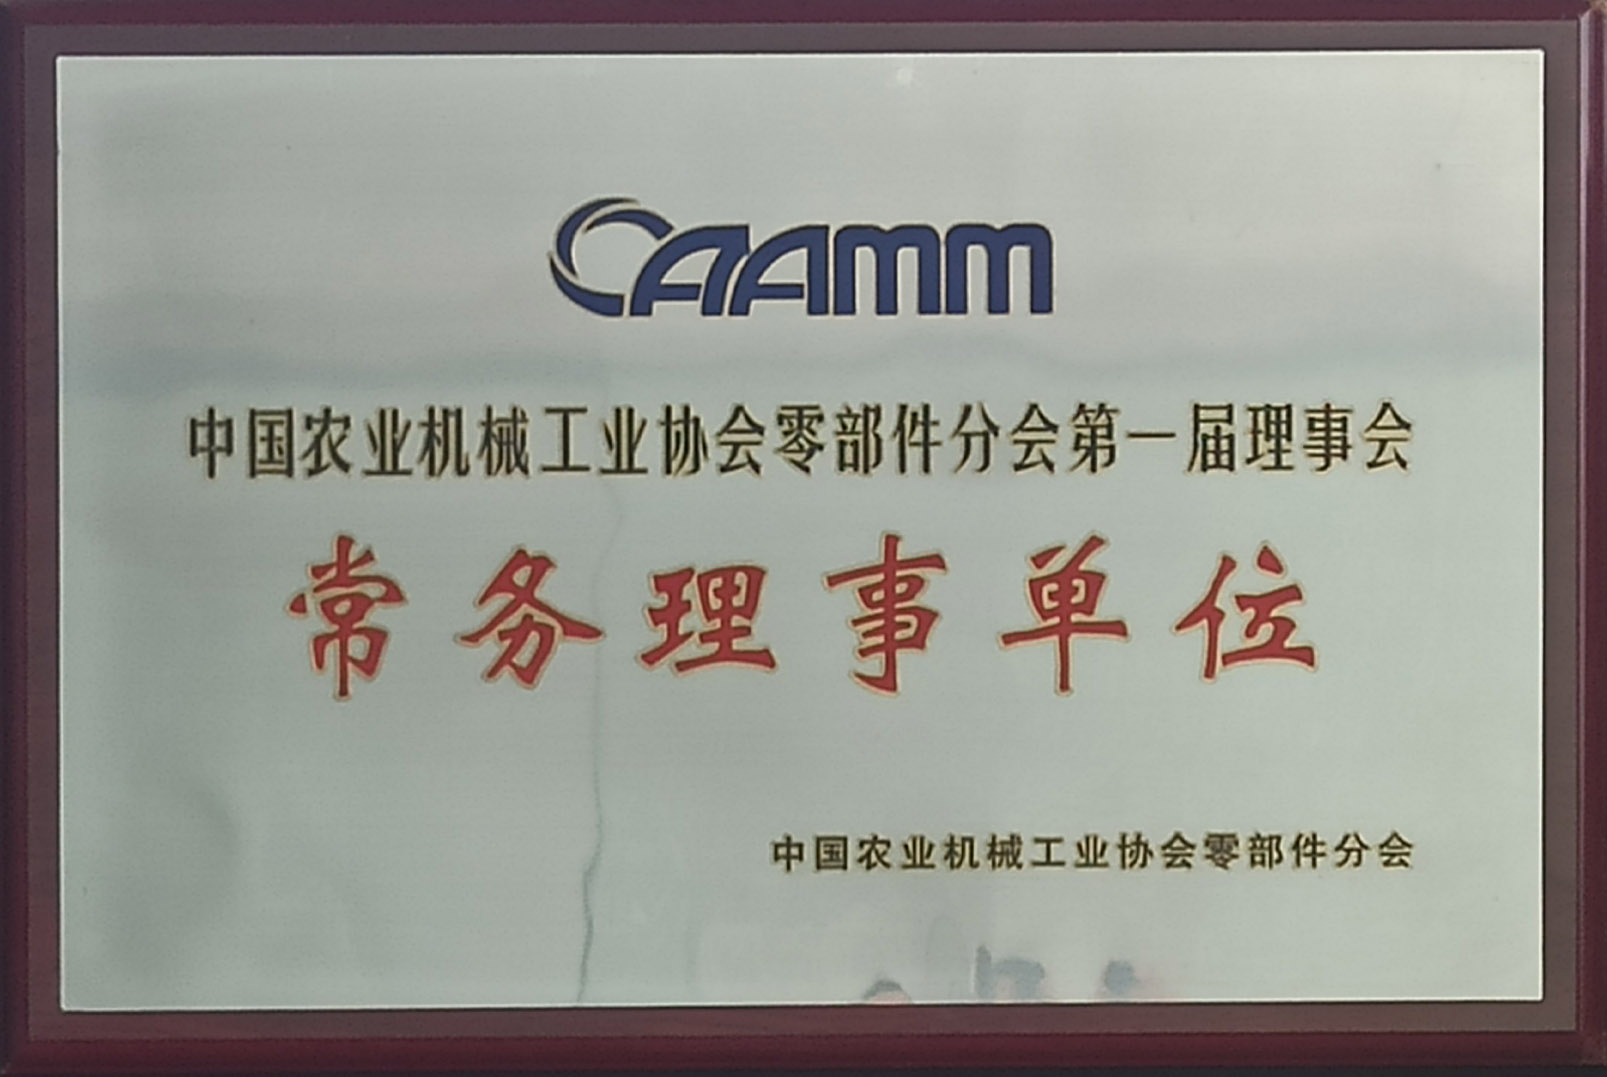 CAAMM
中国农业机械工业协会零部件分会第一届理事会
常务理事单位
中国农业机械工业协会零部件分会